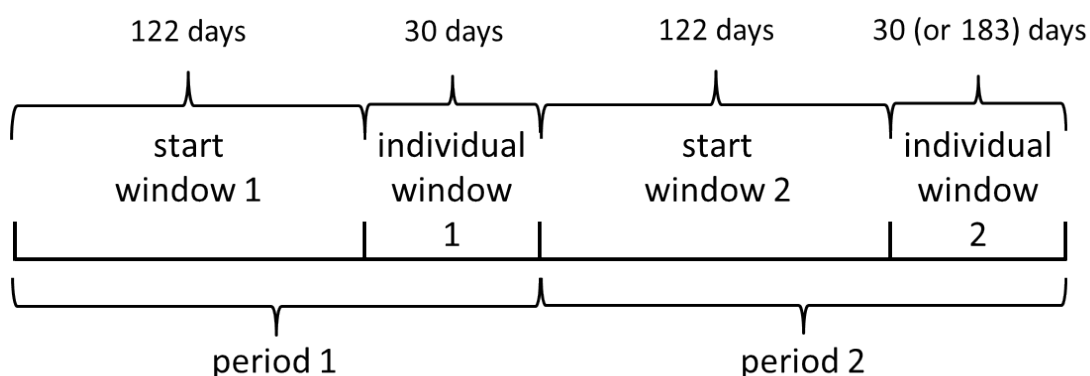 122 days 30 days 122 days 30 (or 183) days
start individual start individual
window 1 window window 2 window
1 2
period 1 period 2